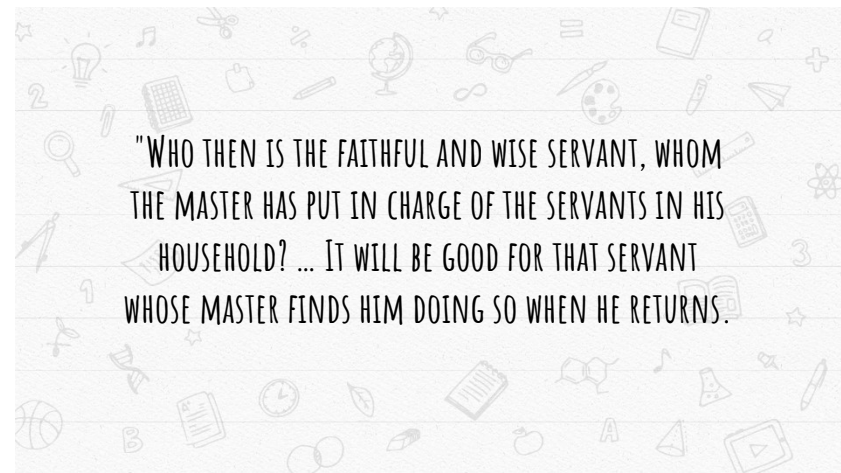 "Who then is the faithful and wise servant, whom
the master has put in charge of the servants in his
household? … It will be good for that servant
whose master finds him doing so when he returns.